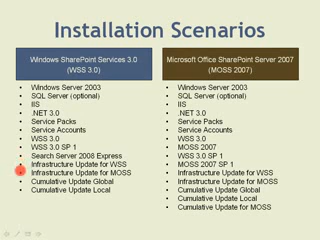 Installation Scenarios
Windows SharePoint Services 3.0
(WSS 3.0)
• Windows Server 2003
• SQL Server (optional)
• IIS
• .NET 3.0
• Service Packs
• Service Accounts
• WSS 3.0
• WSS 3.0 SP 1
• Search Server 2008 Express
• Infrastructure Update for WSS
• Infrastructure Update for MOSS
• Cumulative Update Global
• Cumulative Update Local
Microsoft Office SharePoint Server 2007
(MOSS 2007)
• Windows Server 2003
• SQL Server (optional)
• IIS
• .NET 3.0
• Service Packs
• Service Accounts
• WSS 3.0
• MOSS 2007
• WSS 3.0 SP 1
• MOSS 2007 SP 1
• Infrastructure Update for WSS
• Infrastructure Update for MOSS
• Cumulative Update Global
• Cumulative Update Local
• Cumulative Update for MOSS